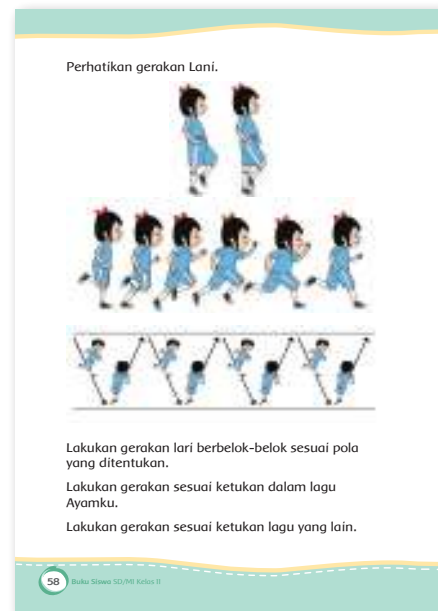 Perhatikan gerakan Lani.
Lakukan gerakan lari berbelok-belok sesuai pola
yang ditentukan.
Lakukan gerakan sesuai ketukan dalam lagu
Ayamku.
Lakukan gerakan sesuai ketukan lagu yang lain.
58 Buku Siswa SD/MI Kelas II